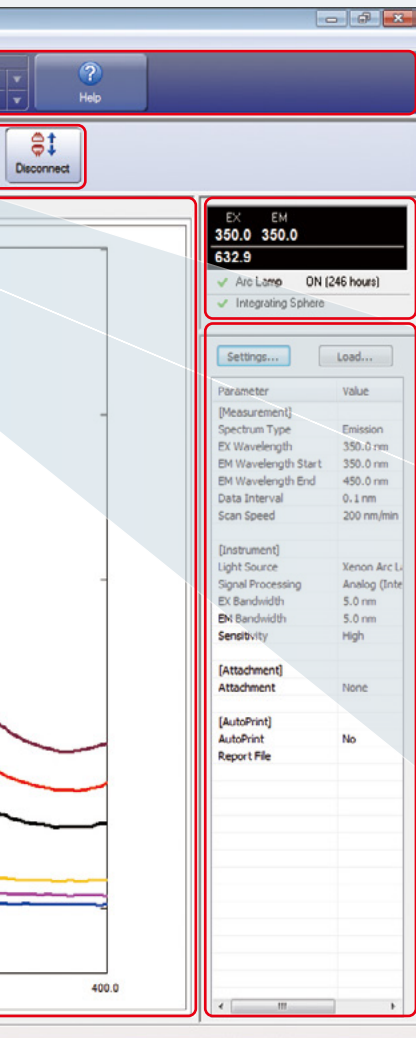 Help
Disconnect
EX EM
350.0 350.0
632.9
Arc Lamp ON (246 hours)
Integrating Sphere
Settings... Load...
Parameter Value
[Measurement]
Spectrum Type Emission
EX Wavelength 350.0 nm
EM Wavelength Start 350.0 nm
EM Wavelength End 450.0 nm
Data Interval 0.1 nm
Scan Speed 200 nm/min
[Instrument]
Light Source Xenon Arc L
Signal Processing Analog (Inte
EX Bandwidth 5.0 nm
EM Bandwidth 5.0 nm
Sensitivity High
[Attachment]
Attachment None
[AutoPrint]
AutoPrint No
Report File
400.0